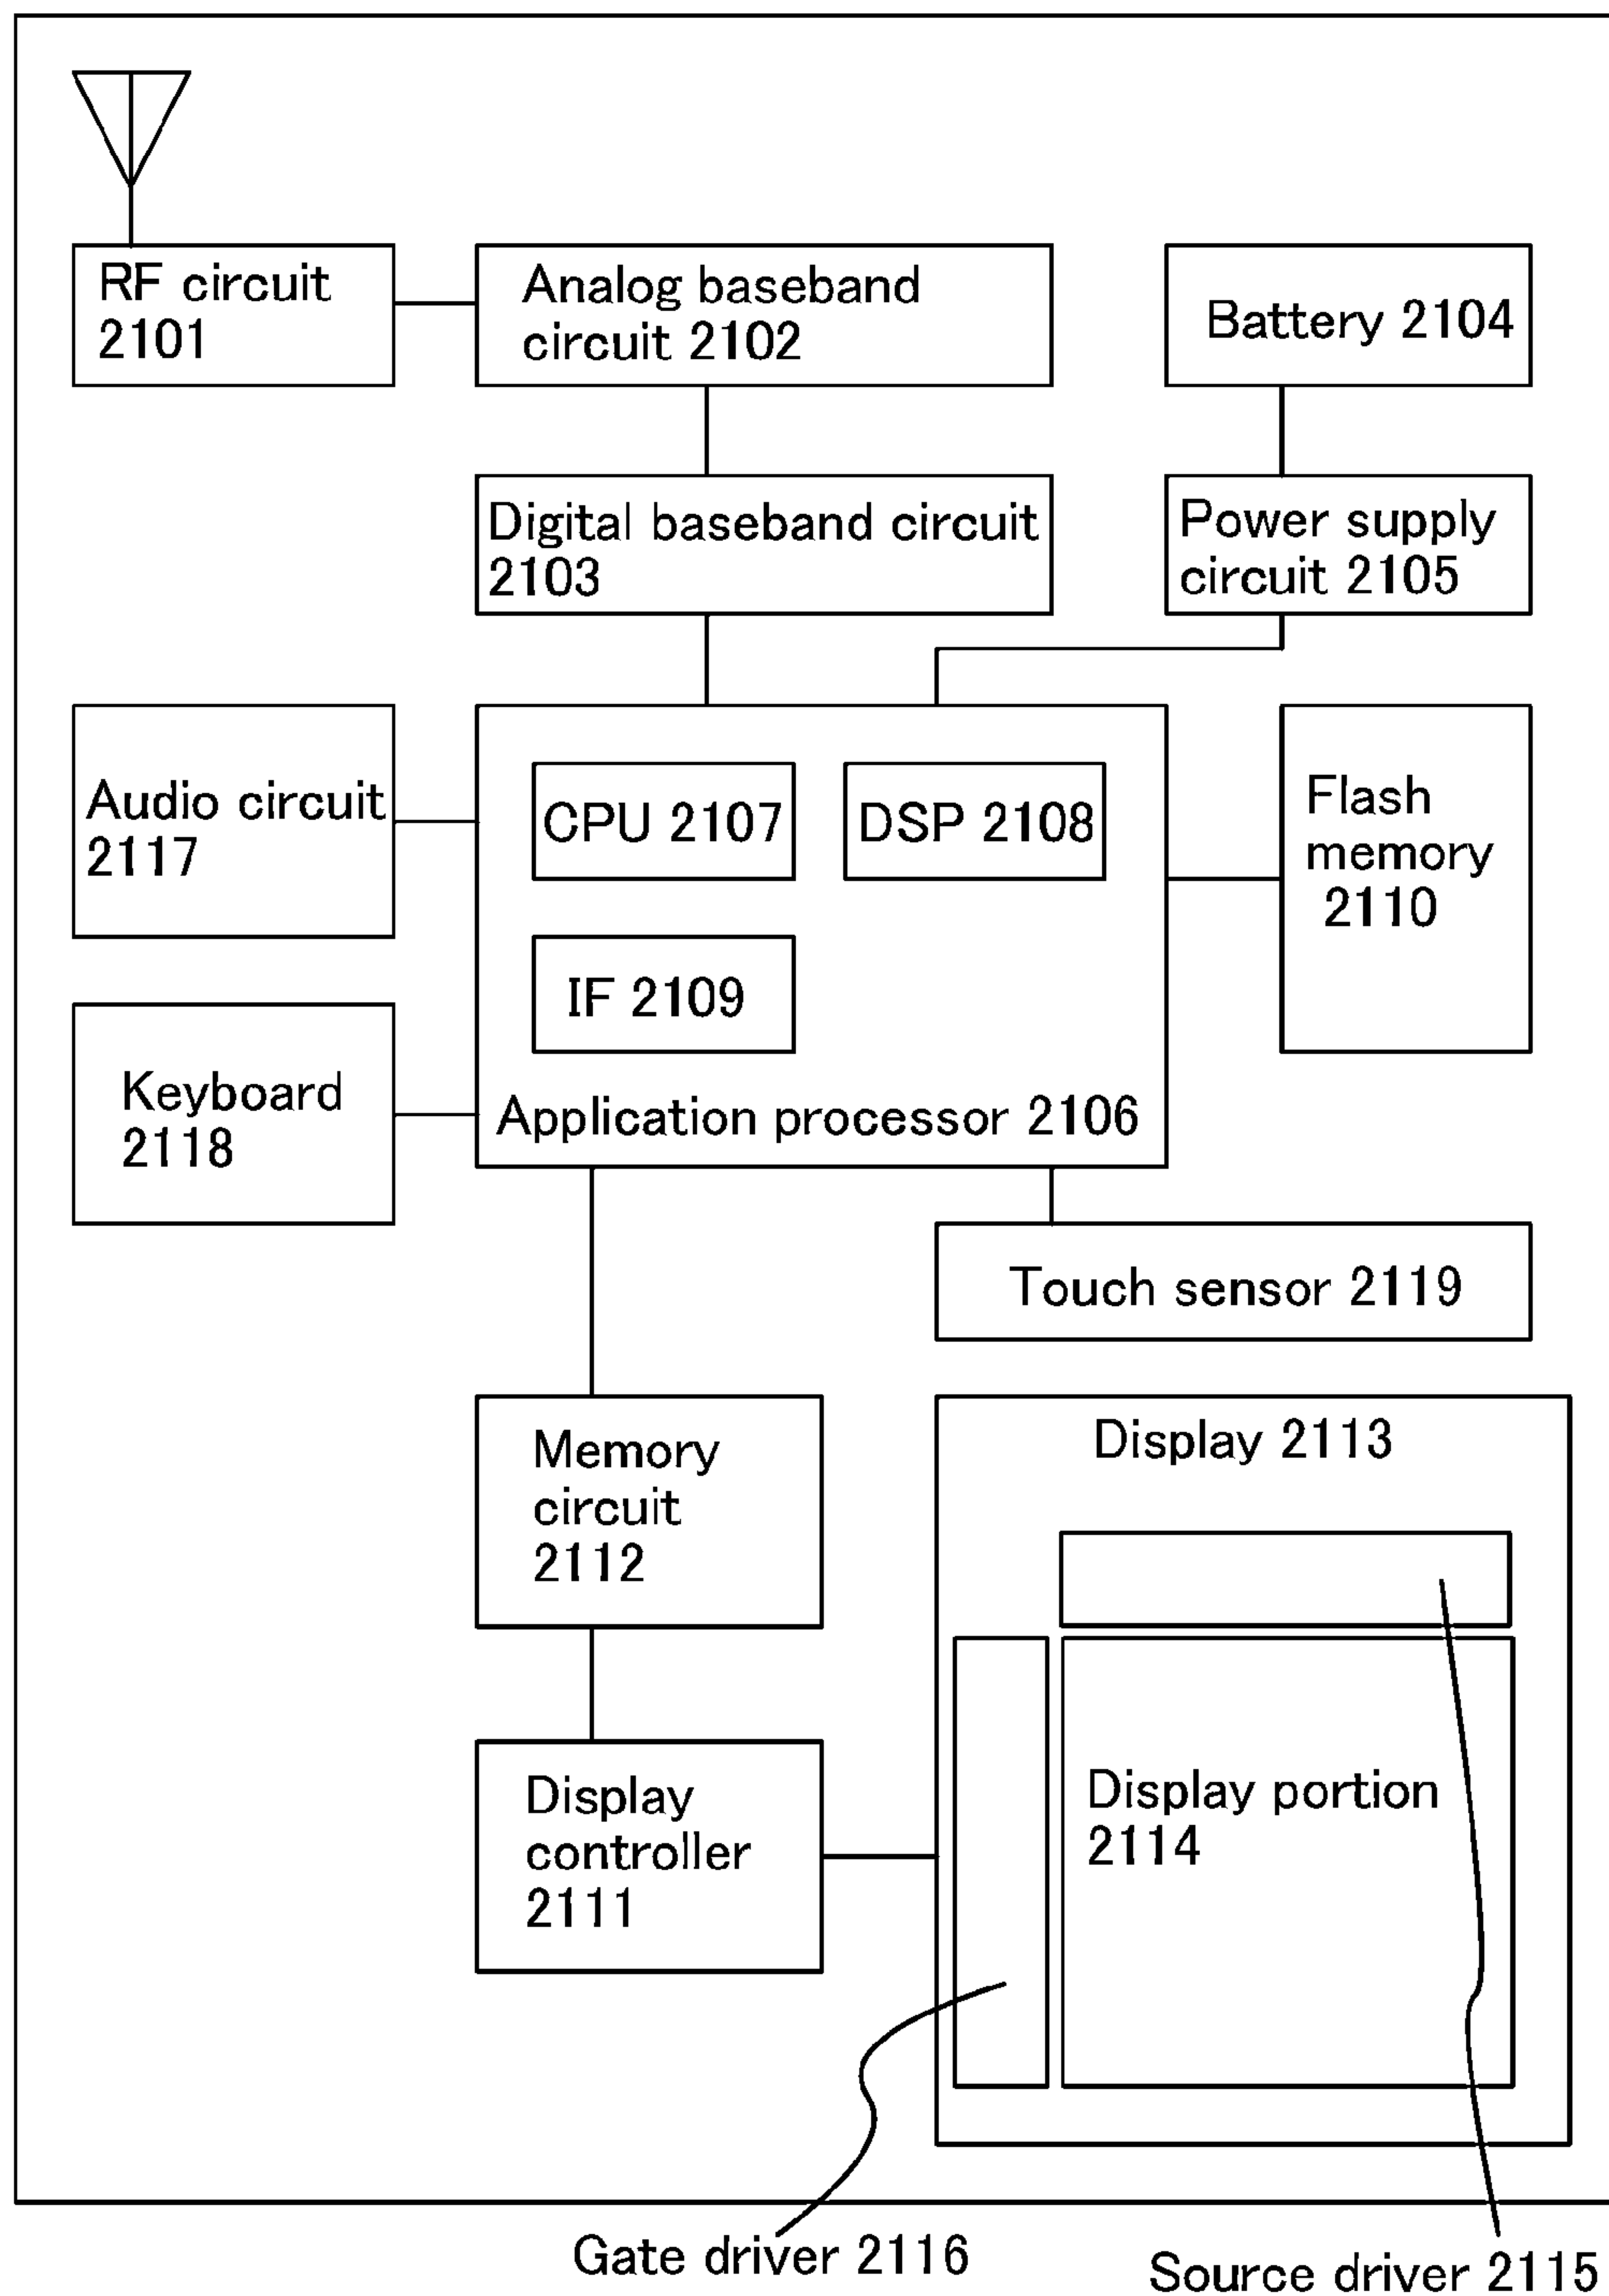 RF circuit
2101
Analog baseband
circuit 2102
Battery 2104
Digital baseband circuit
2103
Power supply
circuit 2105
Audio circuit
2117
CPU 2107
DSP 2108
Flash
memory
2110
IF 2109
Keyboard
2118
Application processor 2106
Touch sensor 2119
Memory
circuit
2112
Display 2113
Display
controller
2111
Display portion
2114
Gate driver 2116
Source driver 2115